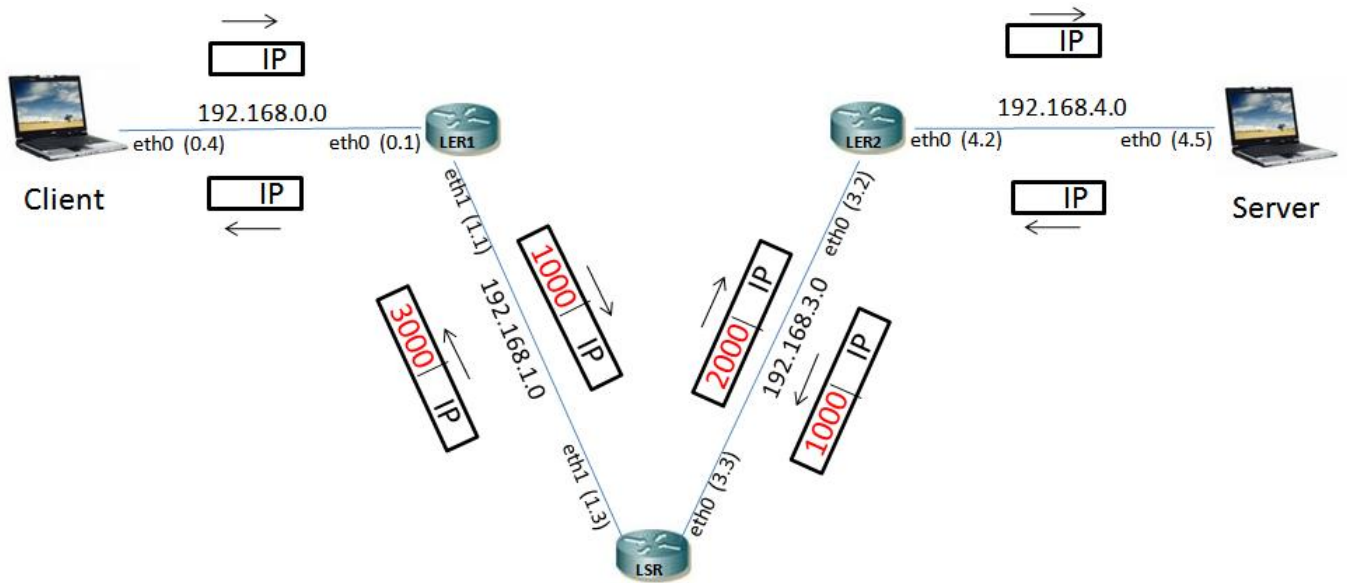 IP
IP
192.168.0.0
192.168.4.0
eth0 (0.4)
eth0 (0.1)
LER1
LER2
eth0 (4.2)
eth0 (4.5)
Client
IP
IP
Server
eth1 (1.1)
eth0 (3.2)
1000 IP
2000 IP
3000 IP
192.168.1.0
192.168.3.0
1000 IP
eth1 (1.3)
eth0 (3.3)
LSR